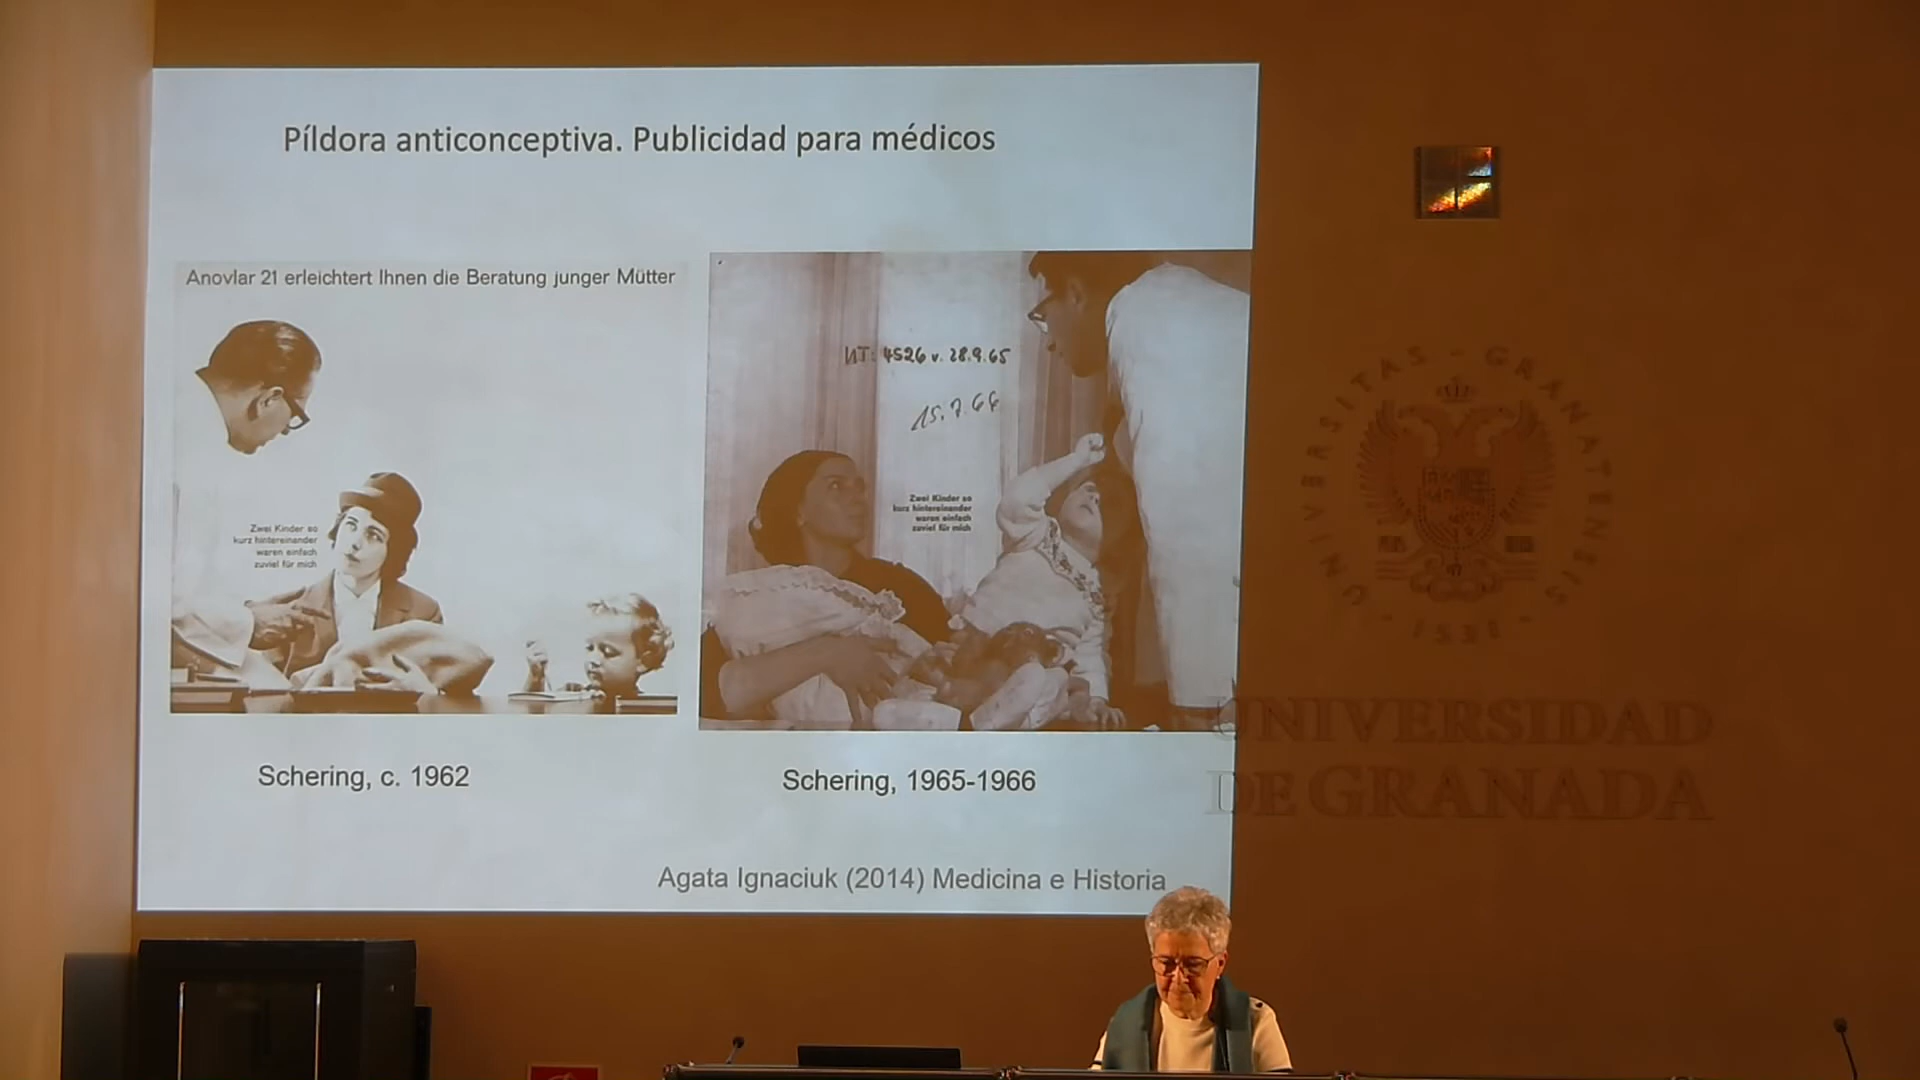 Píldora anticonceptiva. Publicidad para médicos
Anovlar 21 erleichtert Ihnen die Beratung junger Mütter
Zwei Kinder so
kurz hintereinander
waren einfach
zuviel für mich
4526 v. 28.9.65
15.7.66
Zwei Kinder so
kurz hintereinander
waren einfach
zuviel für mich
Schering, c. 1962
Schering, 1965-1966
Agata Ignaciuk (2014) Medicina e Historia
UNIVERSITAS - GRANATENSIS
- 1531 -
UNIVERSIDAD
DE GRANADA